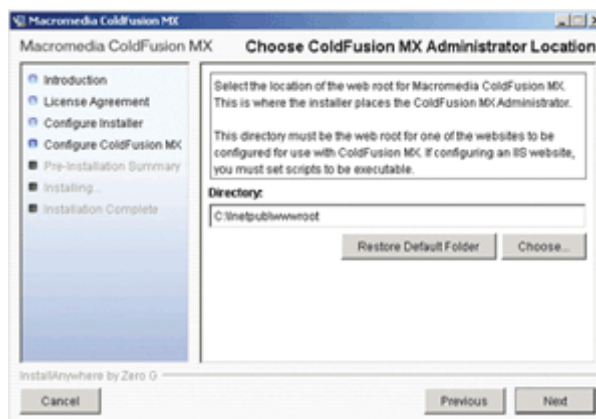 Macromedia ColdFusion MX
Macromedia ColdFusion MX
Choose ColdFusion MX Administrator Location
Introduction
License Agreement
Configure Installer
Configure ColdFusion MX
Pre-Installation Summary
Installing...
Installation Complete
Select the location of the web root for Macromedia ColdFusion MX.
This is where the installer places the ColdFusion MX Administrator.
This directory must be the web root for one of the websites to be
configured for use with ColdFusion MX. If configuring an IIS website,
you must set scripts to be executable.
Directory:
C:\Inetpub\wwwroot
Restore Default Folder
Choose...
InstallAnywhere by Zero G
Cancel
Previous
Next